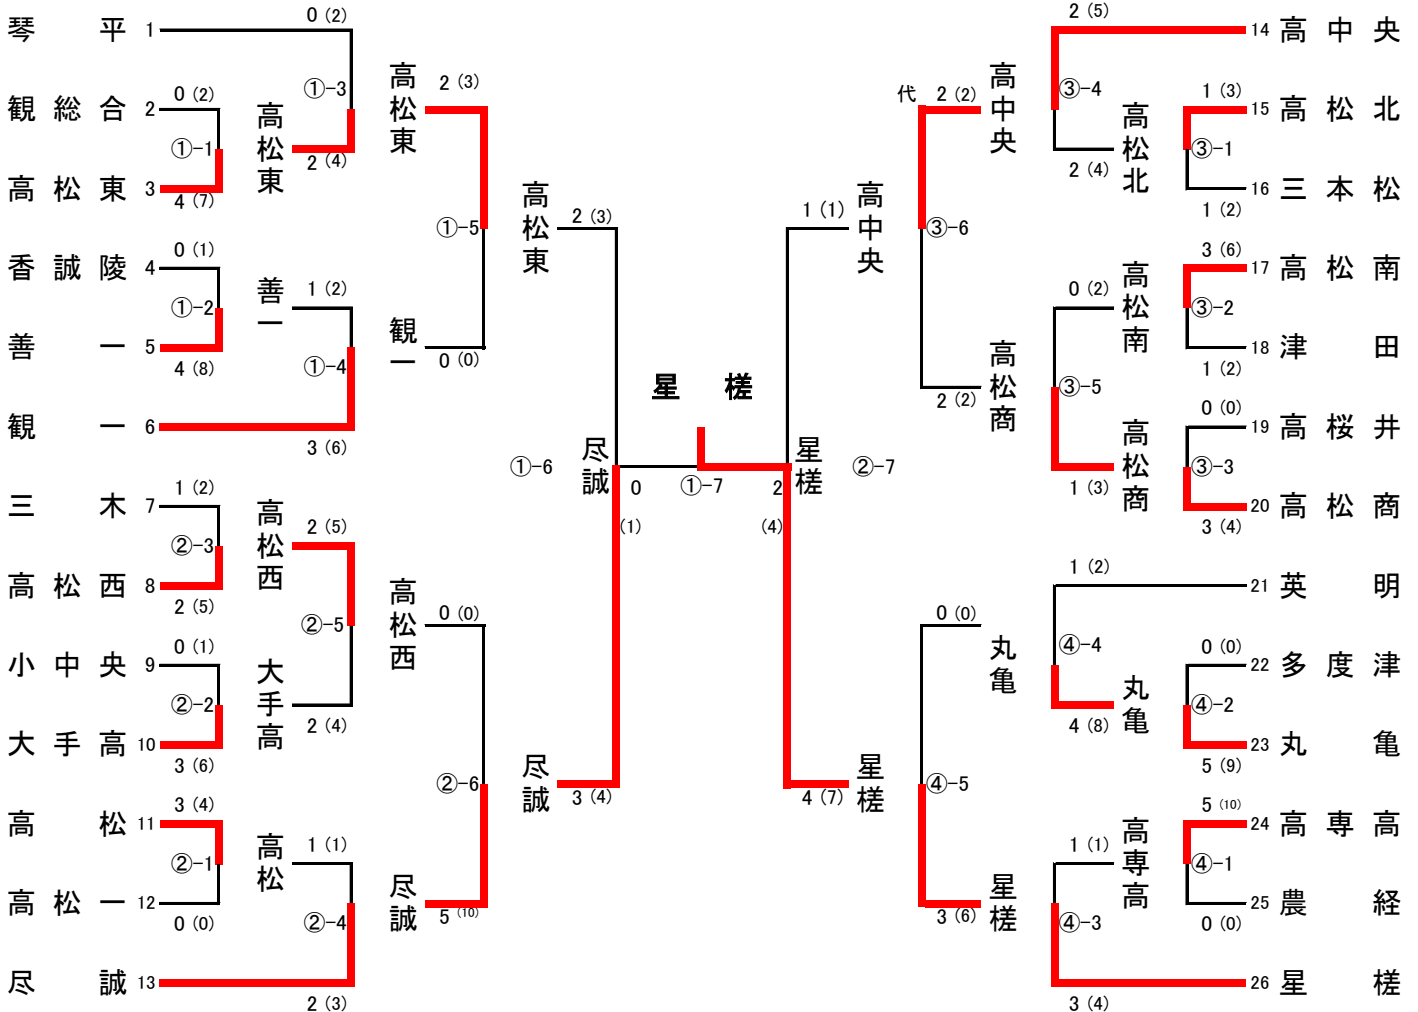 琴平 1
0 (2)
観総合 2
0 (2)
①-1
高松東 3
4 (7)
高松東
2 (4)
①-3
香誠陵 4
0 (1)
①-2
善一 5
4 (8)
善一
1 (2)
①-4
観一 6
3 (6)
高松東
2 (3)
①-5
観一
0 (0)
三木 7
1 (2)
②-3
高松西 8
2 (5)
高松西
2 (5)
②-5
小中央 9
0 (1)
②-2
大手高 10
3 (6)
大手高
2 (4)
高松 11
3 (4)
②-1
高松一 12
0 (0)
高松
1 (1)
②-4
尽誠 13
2 (3)
高松西
0 (0)
②-6
尽誠
5 (10)
高松東
2 (3)
①-6
尽誠
3 (4)
星槎
尽誠
0
(1)
①-7
2
(4)
星槎
②-7
高中央
1 (1)
星槎
4 (7)
代 2 (2)
高中央
③-6
高松商
2 (2)
丸亀
0 (0)
④-5
星槎
3 (6)
2 (5)
14 高中央
③-4
高松北
2 (4)
1 (3)
15 高松北
③-1
16 三本松
1 (2)
3 (6)
17 高松南
③-2
18 津田
1 (2)
高松南
0 (2)
③-5
高松商
1 (3)
0 (0)
19 高桜井
③-3
20 高松商
3 (4)
1 (2)
21 英明
④-4
丸亀
4 (8)
0 (0)
22 多度津
④-2
23 丸亀
5 (9)
5 (10)
24 高専高
④-1
25 農経
0 (0)
高専高
1 (1)
④-3
26 星槎
3 (4)